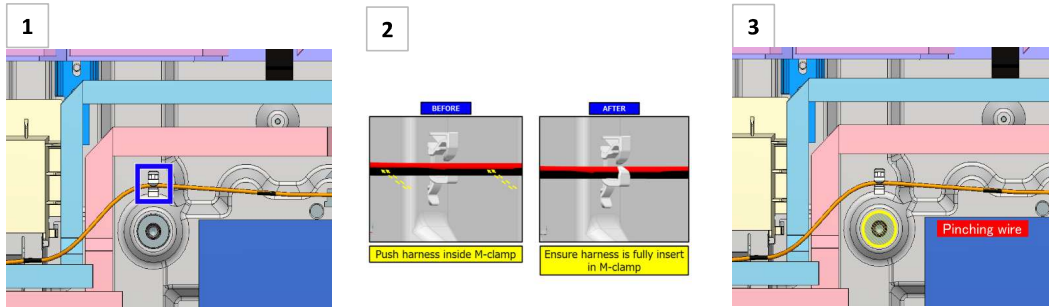 1
2
3
BEFORE
AFTER
Push harness inside M-clamp
Ensure harness is fully insert
in M-clamp
Pinching wire